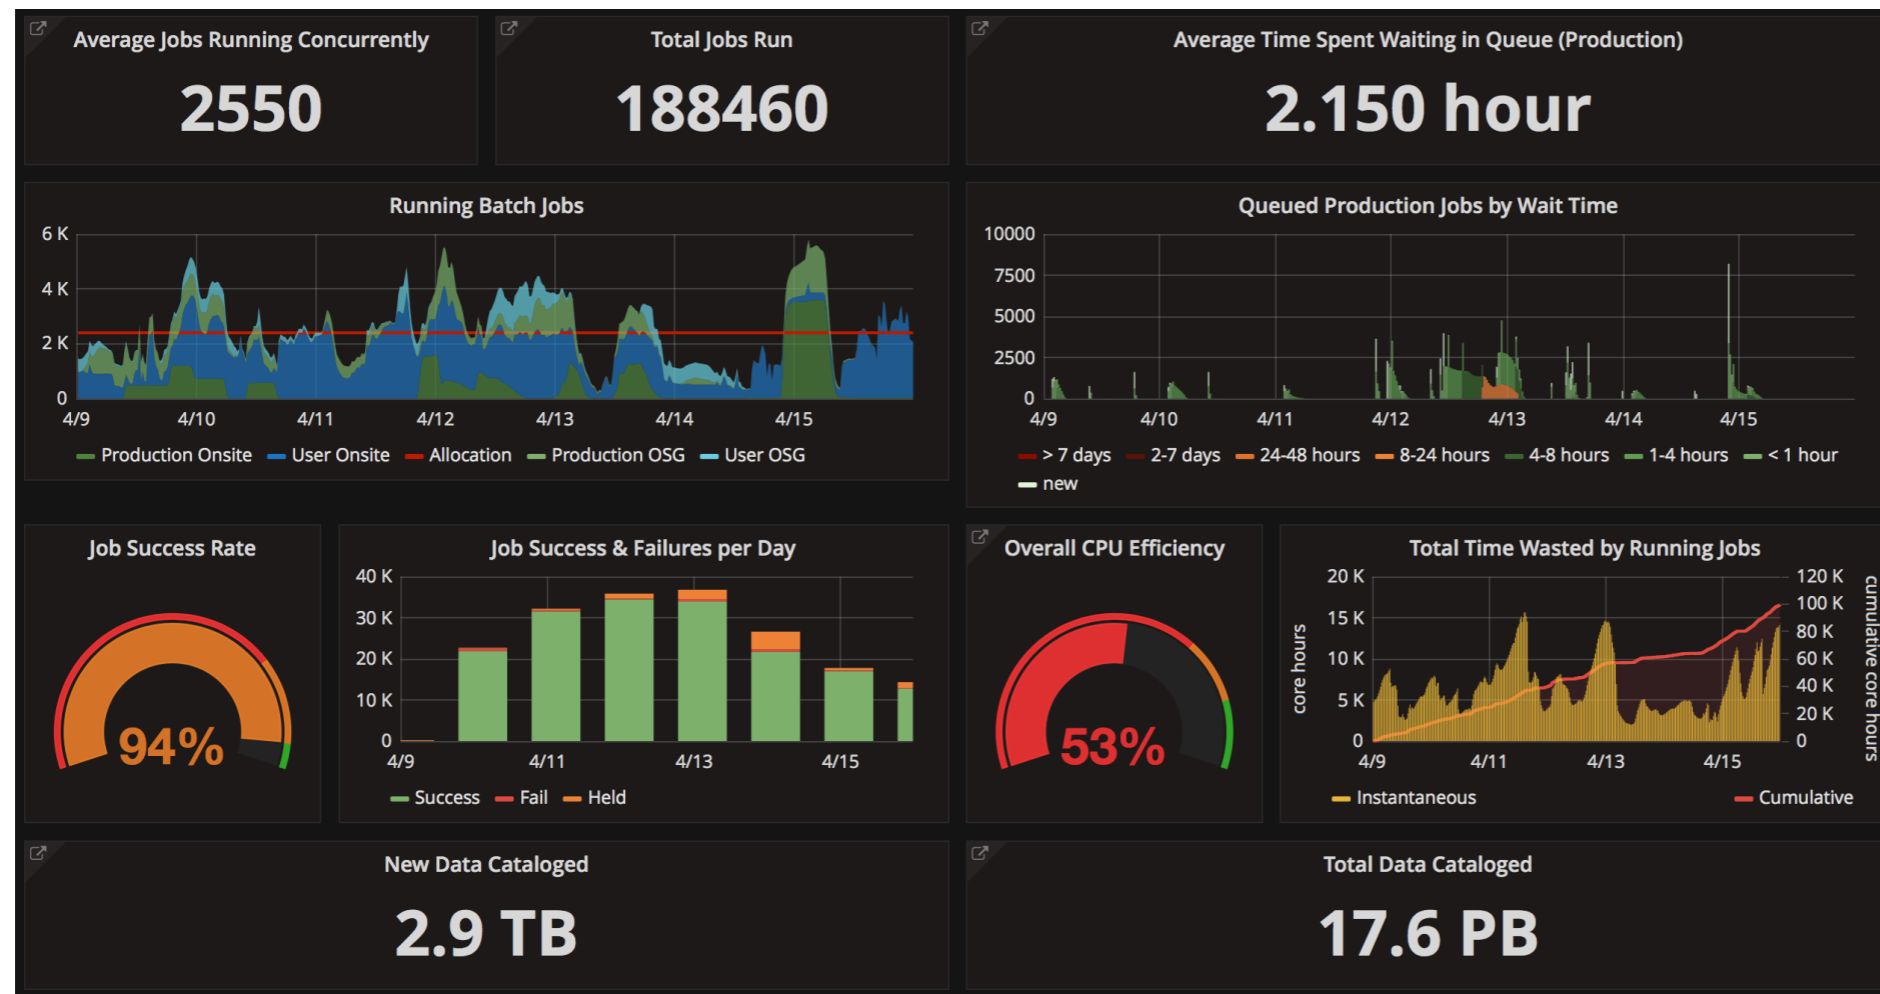 Average Jobs Running Concurrently
2550
Total Jobs Run
188460
Average Time Spent Waiting in Queue (Production)
2.150 hour
Running Batch Jobs
6 K
4 K
2 K
0
4/9 4/10 4/11 4/12 4/13 4/14 4/15
Production Onsite User Onsite Allocation Production OSG User OSG
Queued Production Jobs by Wait Time
10000
7500
5000
2500
0
4/9 4/10 4/11 4/12 4/13 4/14 4/15
> 7 days 2-7 days 24-48 hours 8-24 hours 4-8 hours 1-4 hours < 1 hour
new
Job Success Rate
94%
Job Success & Failures per Day
40 K
30 K
20 K
10 K
0
4/9 4/11 4/13 4/15
Success Fail Held
Overall CPU Efficiency
53%
Total Time Wasted by Running Jobs
core hours
20 K
15 K
10 K
5 K
0
120 K
100 K
80 K
60 K
40 K
20 K
0
cumulative core hours
4/9 4/11 4/13 4/15
Instantaneous Cumulative
New Data Cataloged
2.9 TB
Total Data Cataloged
17.6 PB